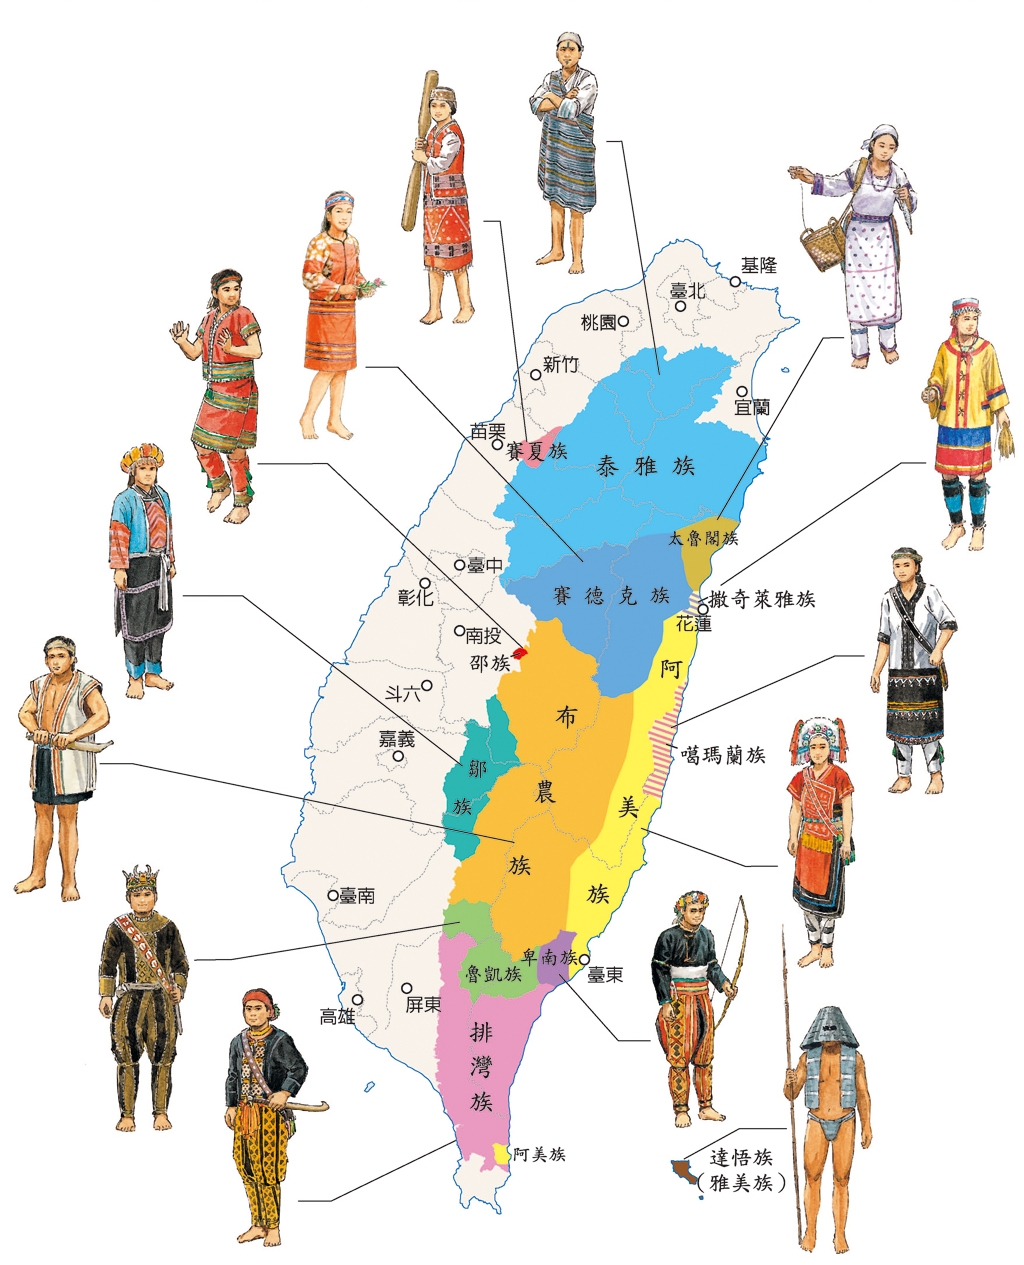 基隆
臺北
桃園
新竹
宜蘭
苗栗
賽夏族
泰雅族
太魯閣族
臺中
彰化
賽德克族
撒奇萊雅族
花蓮
南投
邵族
阿美族
斗六
布農族
嘉義
噶瑪蘭族
鄒族
臺南
卑南族
魯凱族
臺東
屏東
高雄
排灣族
阿美族
達悟族
(雅美族)